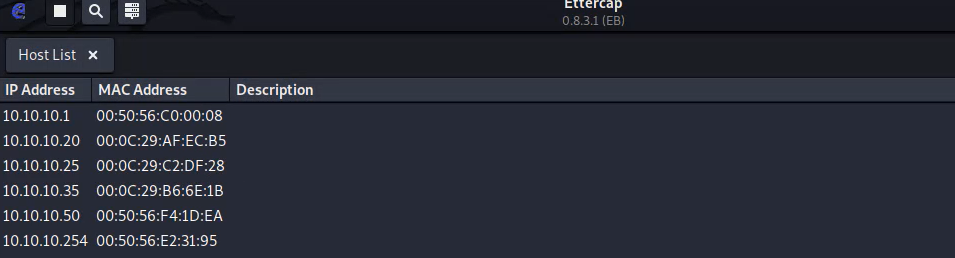 Ettercap
0.8.3.1 (EB)
Host List ×
IP Address MAC Address Description
10.10.10.1 00:50:56:C0:00:08
10.10.10.20 00:0C:29:AF:EC:B5
10.10.10.25 00:0C:29:C2:DF:28
10.10.10.35 00:0C:29:B6:6E:1B
10.10.10.50 00:50:56:F4:1D:EA
10.10.10.254 00:50:56:E2:31:95